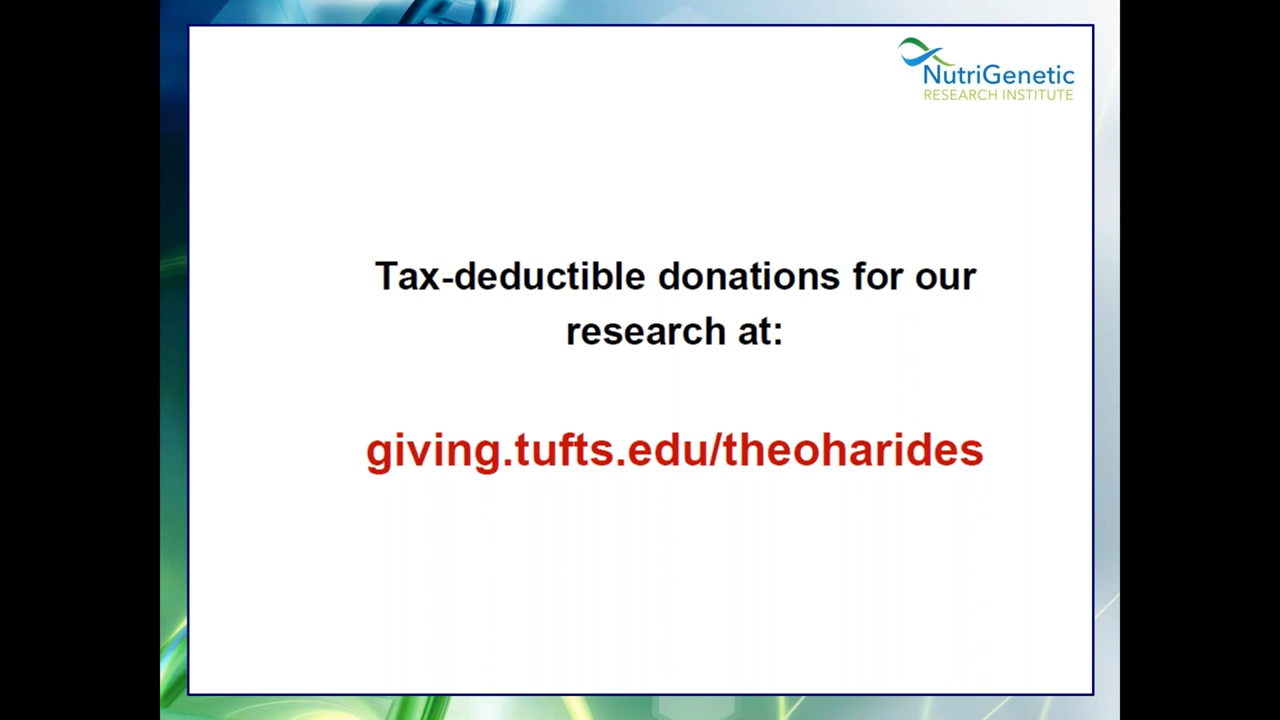 NutriGenetic
RESEARCH INSTITUTE
Tax-deductible donations for our
research at:
giving.tufts.edu/theoharides